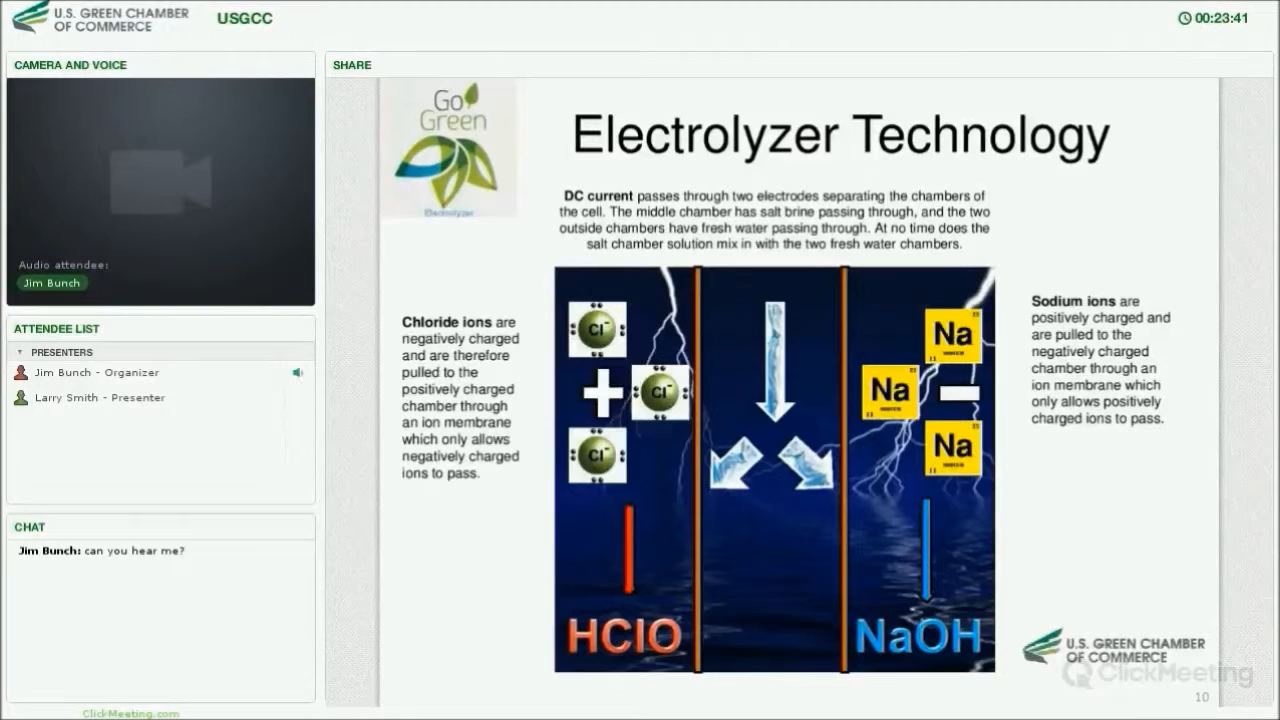 U.S. GREEN CHAMBER
OF COMMERCE
USGCC
00:23:41
CAMERA AND VOICE
Audio attendee:
Jim Bunch
ATTENDEE LIST
PRESENTERS
Jim Bunch - Organizer
Larry Smith - Presenter
CHAT
Jim Bunch: can you hear me?
ClickMeeting.com
SHARE
Go
Green
Electrolyzer
Electrolyzer Technology
DC current passes through two electrodes separating the chambers of
the cell. The middle chamber has salt brine passing through, and the two
outside chambers have fresh water passing through. At no time does the
salt chamber solution mix in with the two fresh water chambers.
Chloride ions are
negatively charged
and are therefore
pulled to the
positively charged
chamber through
an ion membrane
which only allows
negatively charged
ions to pass.
Cl-
Cl-
Cl-
HClO
Na
11
Na
11
Na
11
NaOH
Sodium ions are
positively charged and
are pulled to the
negatively charged
chamber through an
ion membrane which
only allows positively
charged ions to pass.
U.S. GREEN CHAMBER
OF COMMERCE
ClickMeeting
10